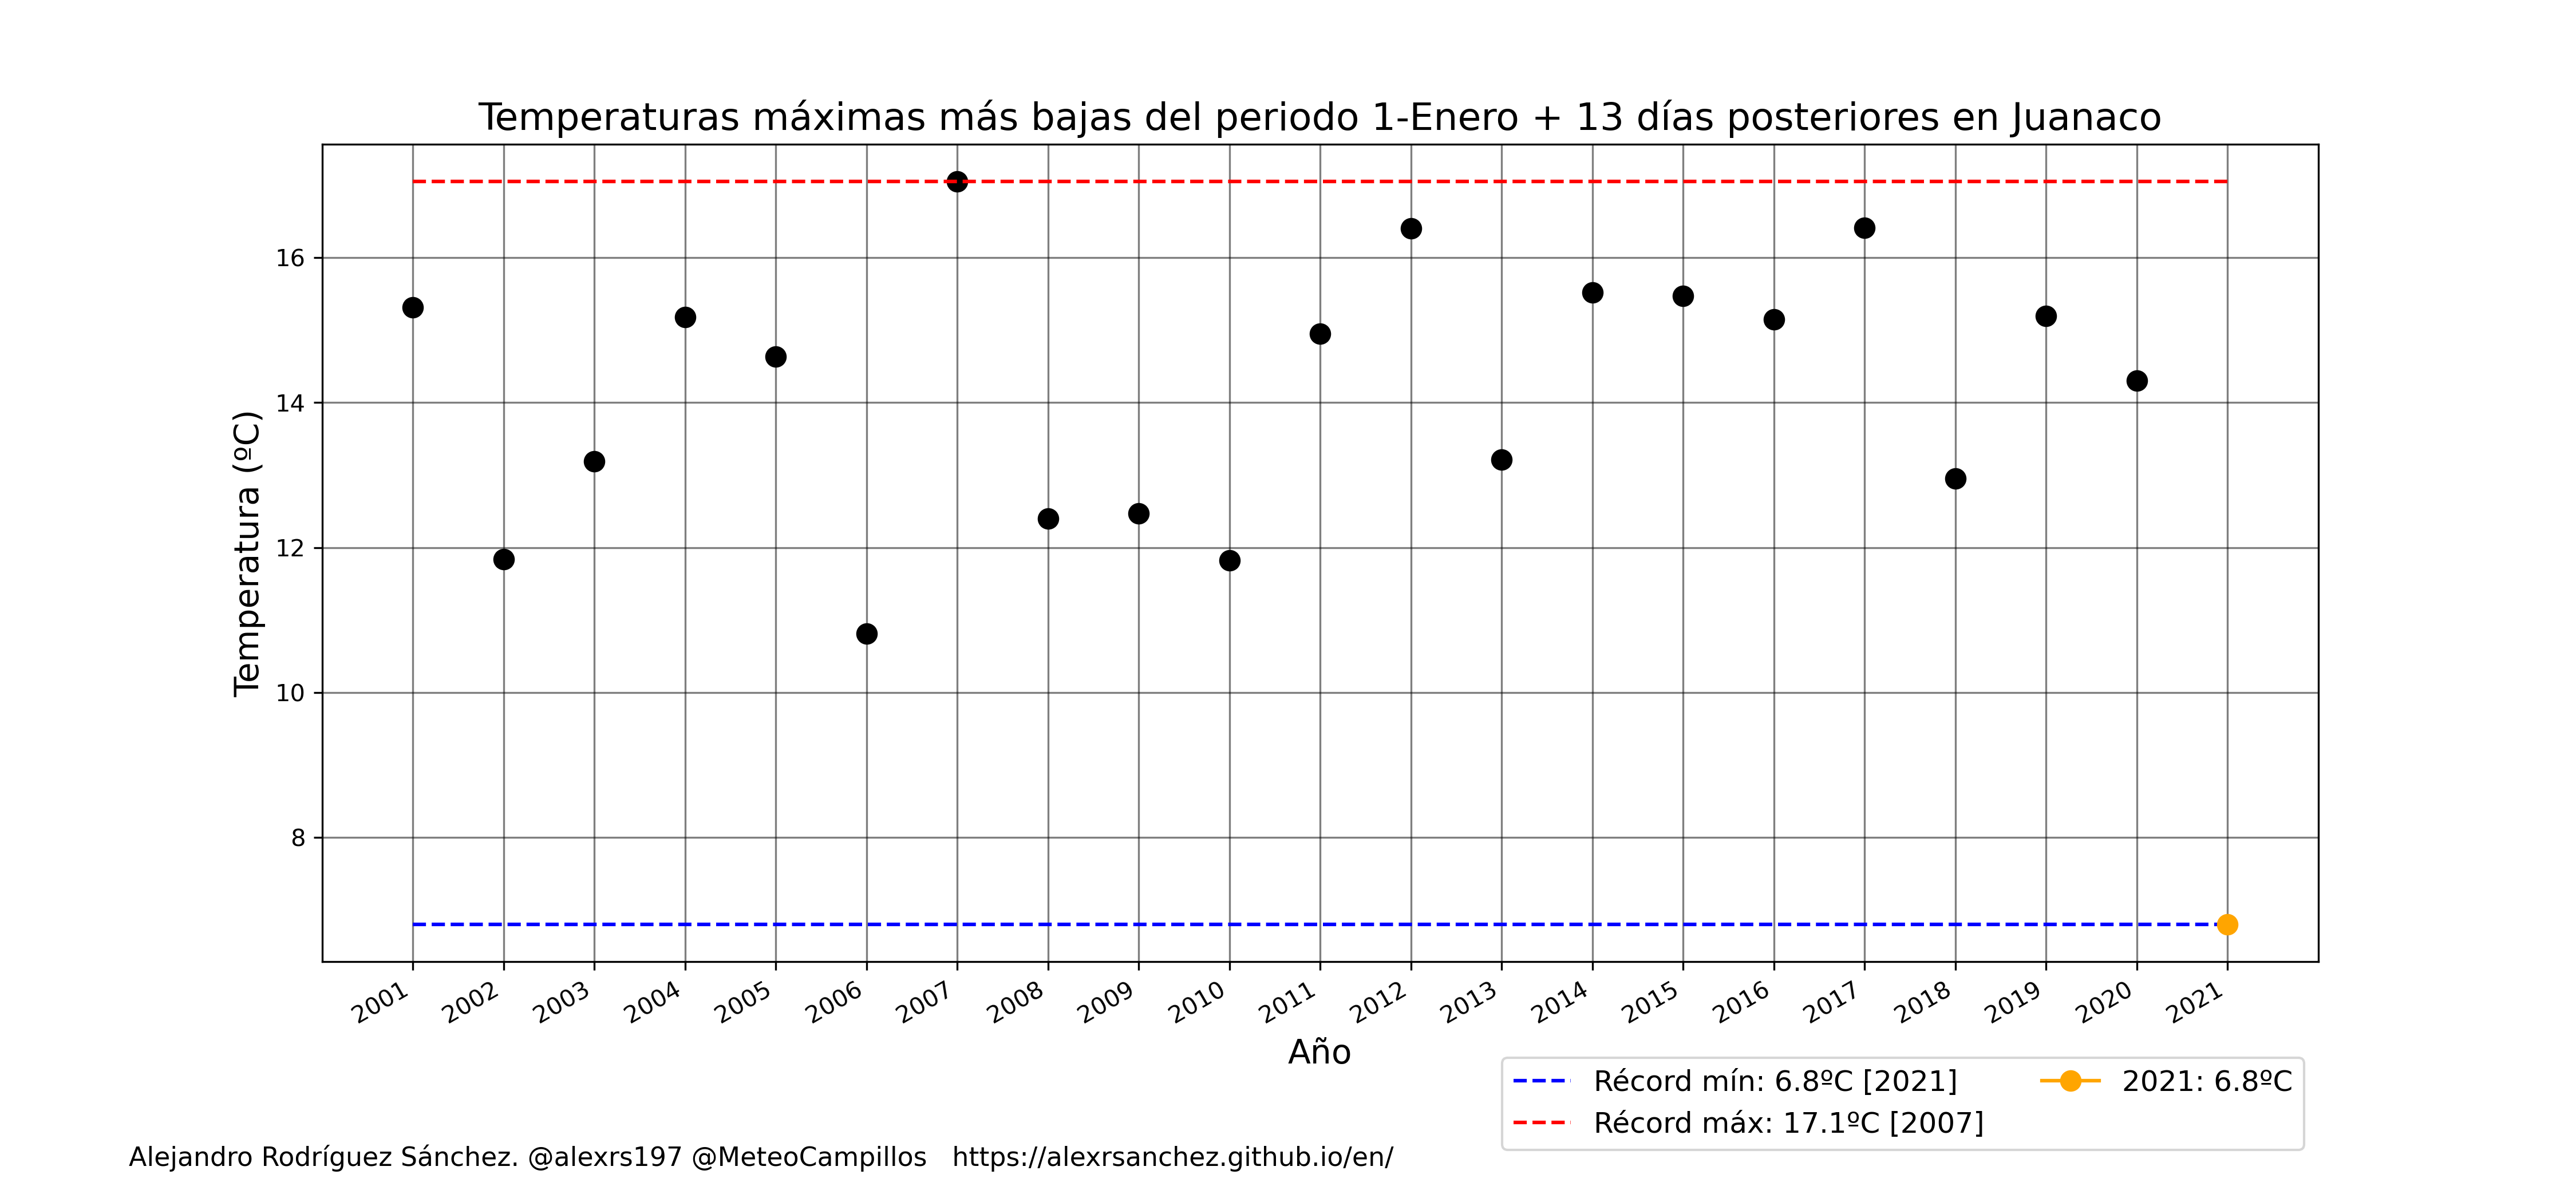 Temperaturas máximas más bajas del periodo 1-Enero + 13 días posteriores en Juanaco
Temperatura (ºC)
16
14
12
10
8
2001 2002 2003 2004 2005 2006 2007 2008 2009 2010 2011 2012 2013 2014 2015 2016 2017 2018 2019 2020 2021
Año
Récord mín: 6.8ºC [2021]
Récord máx: 17.1ºC [2007]
2021: 6.8ºC
Alejandro Rodríguez Sánchez. @alexrs197 @MeteoCampillos https://alexrsanchez.github.io/en/